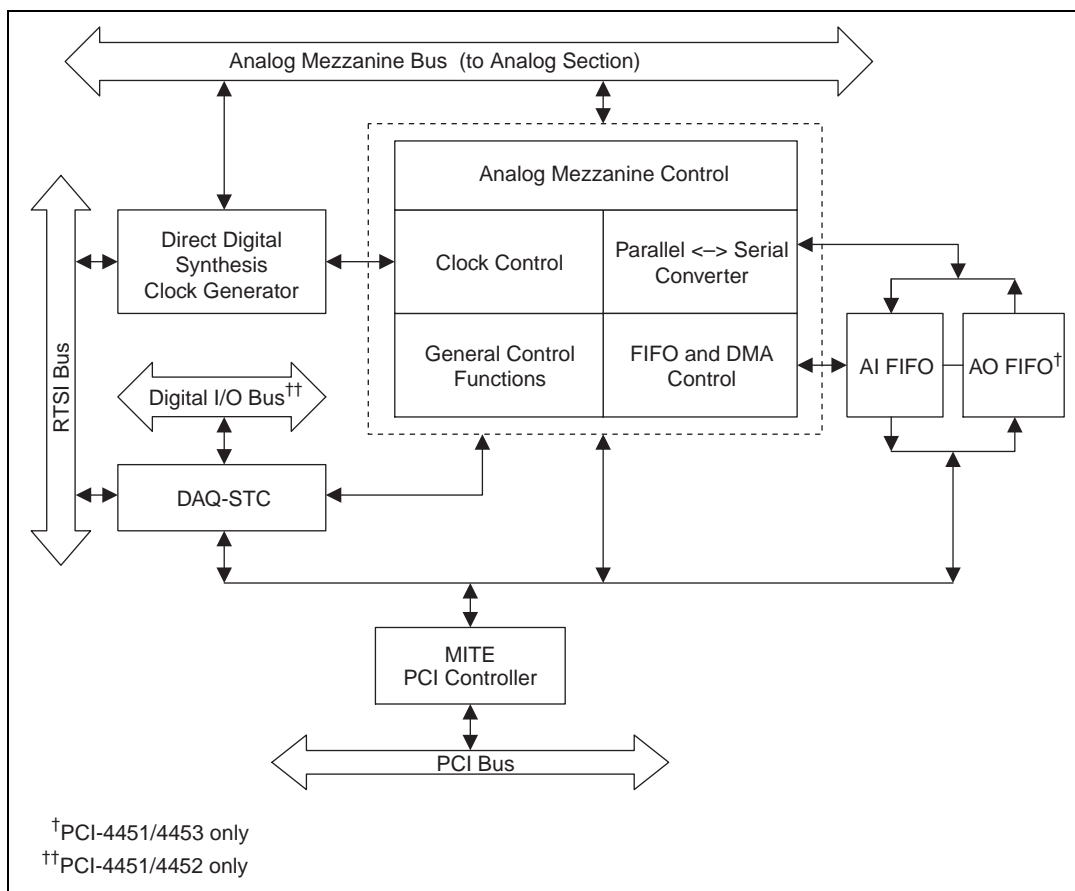 Analog Mezzanine Bus (to Analog Section)
Analog Mezzanine Control
Direct Digital
Synthesis
Clock Generator
Clock Control
Parallel <–> Serial
Converter
RTSI Bus
General Control
Functions
FIFO and DMA
Control
AI FIFO
AO FIFO†
Digital I/O Bus††
DAQ-STC
MITE
PCI Controller
PCI Bus
†PCI-4451/4453 only
††PCI-4451/4452 only